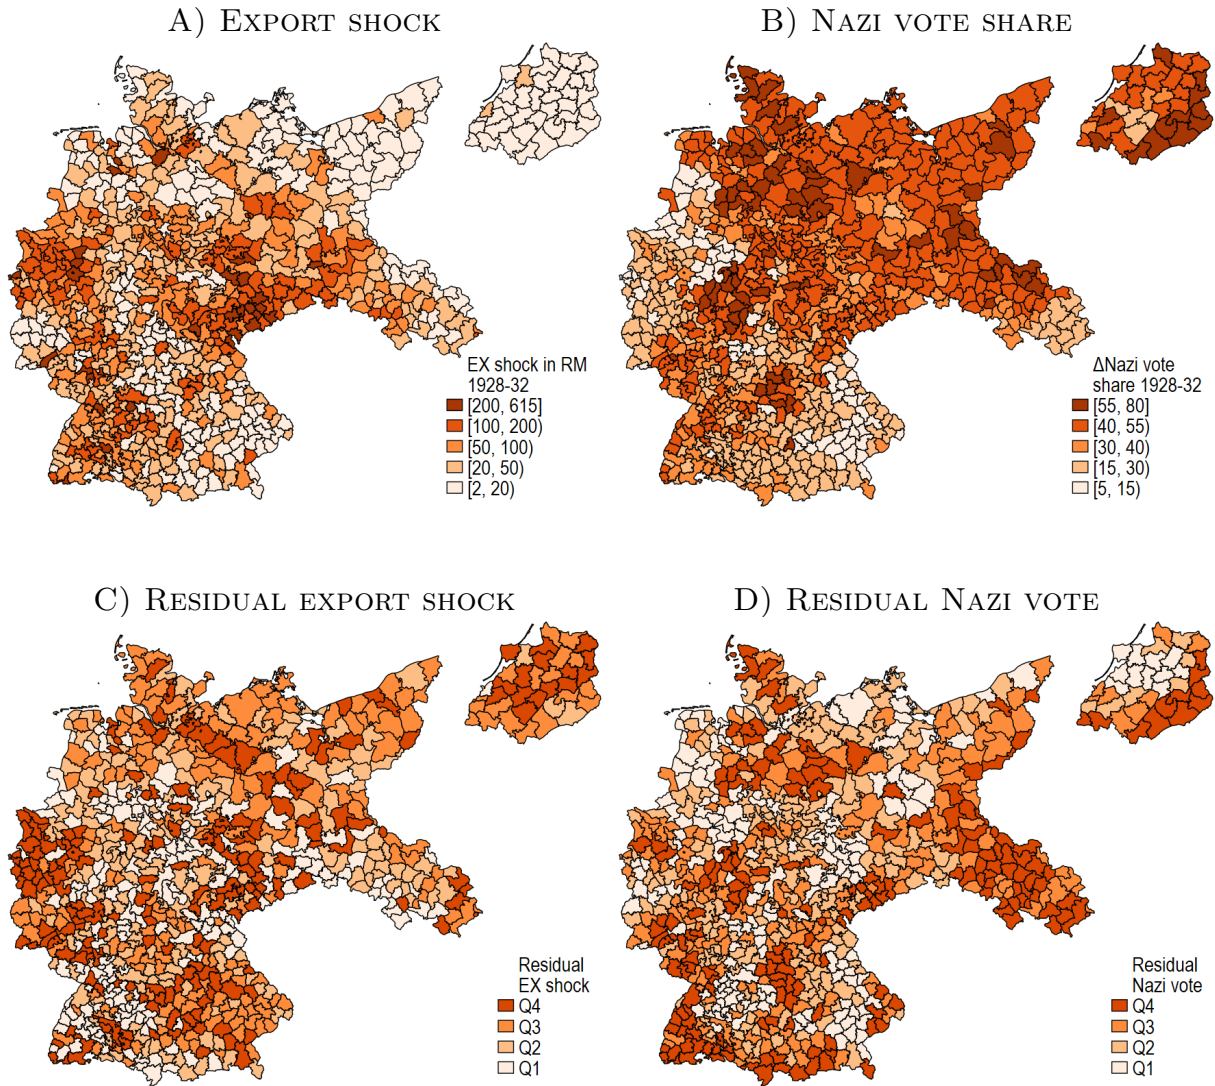 A) Export shock
B) Nazi vote share
EX shock in RM
1928-32
[200, 615]
[100, 200)
[50, 100)
[20, 50)
[2, 20)
ΔNazi vote
share 1928-32
[55, 80]
[40, 55)
[30, 40)
[15, 30)
[5, 15)
C) Residual export shock
D) Residual Nazi vote
Residual
EX shock
Q4
Q3
Q2
Q1
Residual
Nazi vote
Q4
Q3
Q2
Q1